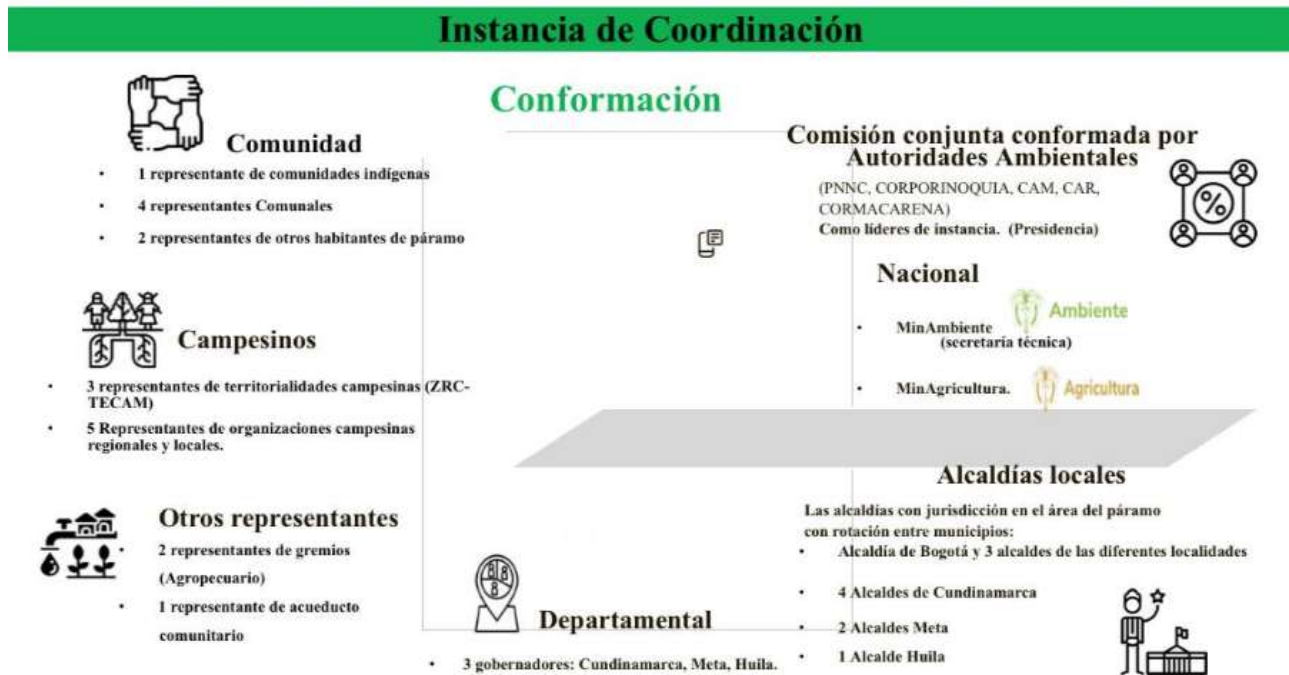 Instancia de Coordinación
Conformación
Comunidad
• 1 representante de comunidades indígenas
• 4 representantes Comunales
• 2 representantes de otros habitantes de páramo
Campesinos
• 3 representantes de territorialidades campesinas (ZRC-
TECAM)
• 5 Representantes de organizaciones campesinas
regionales y locales.
Otros representantes
• 2 representantes de gremios
(Agropecuario)
• 1 representante de acueducto
comunitario
Departamental
• 3 gobernadores: Cundinamarca, Meta, Huila.
Comisión conjunta conformada por
Autoridades Ambientales
(PNNC, CORPORINOQUIA, CAM, CAR,
CORMACARENA)
Como líderes de instancia. (Presidencia)
Nacional
Ambiente
• MinAmbiente
(secretaría técnica)
• MinAgricultura.
Agricultura
Alcaldías locales
Las alcaldías con jurisdicción en el área del páramo
con rotación entre municipios:
• Alcaldía de Bogotá y 3 alcaldes de las diferentes localidades
• 4 Alcaldes de Cundinamarca
• 2 Alcaldes Meta
• 1 Alcalde Huila